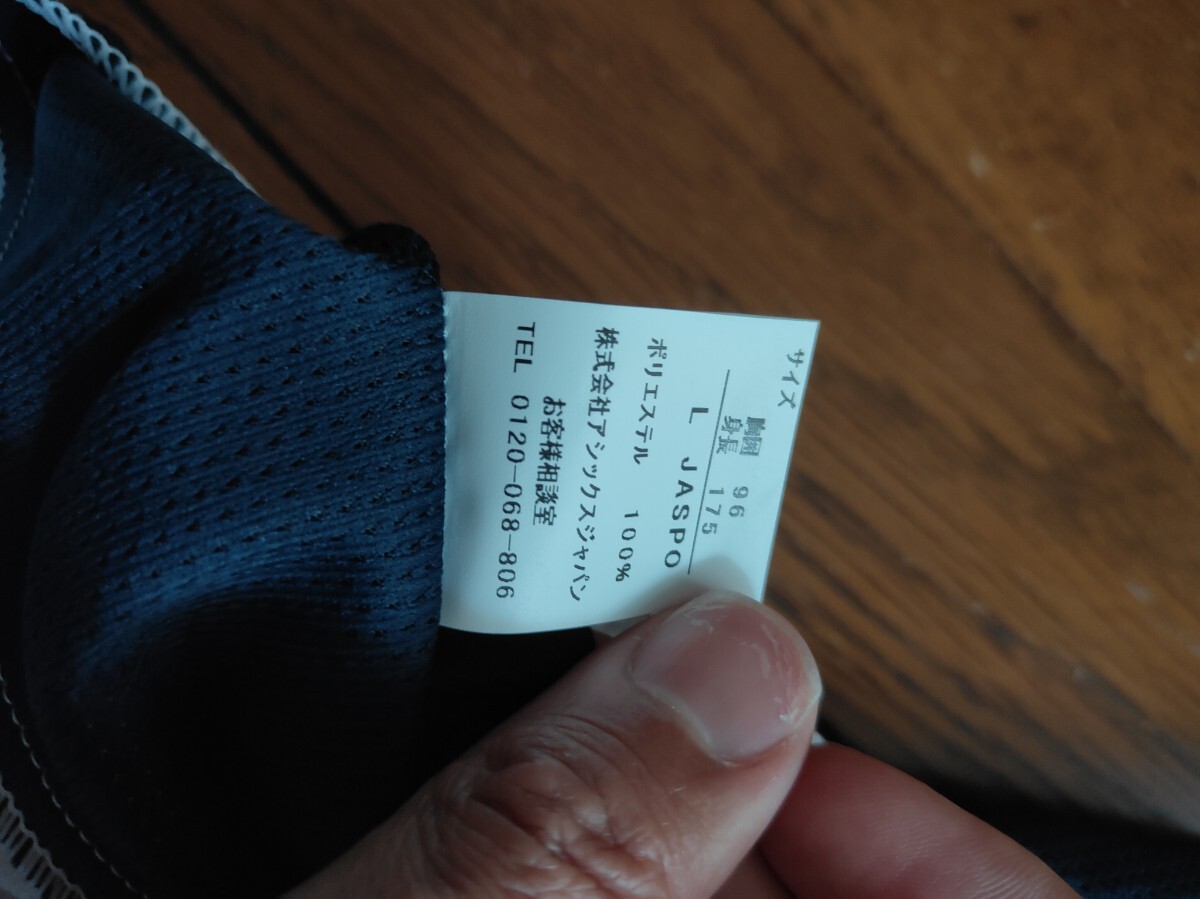 サイズ
胸囲 96
身長 175
L JASPO
ポリエステル 100%
株式会社アシックスジャパン
お客様相談室
TEL 0120-068-806